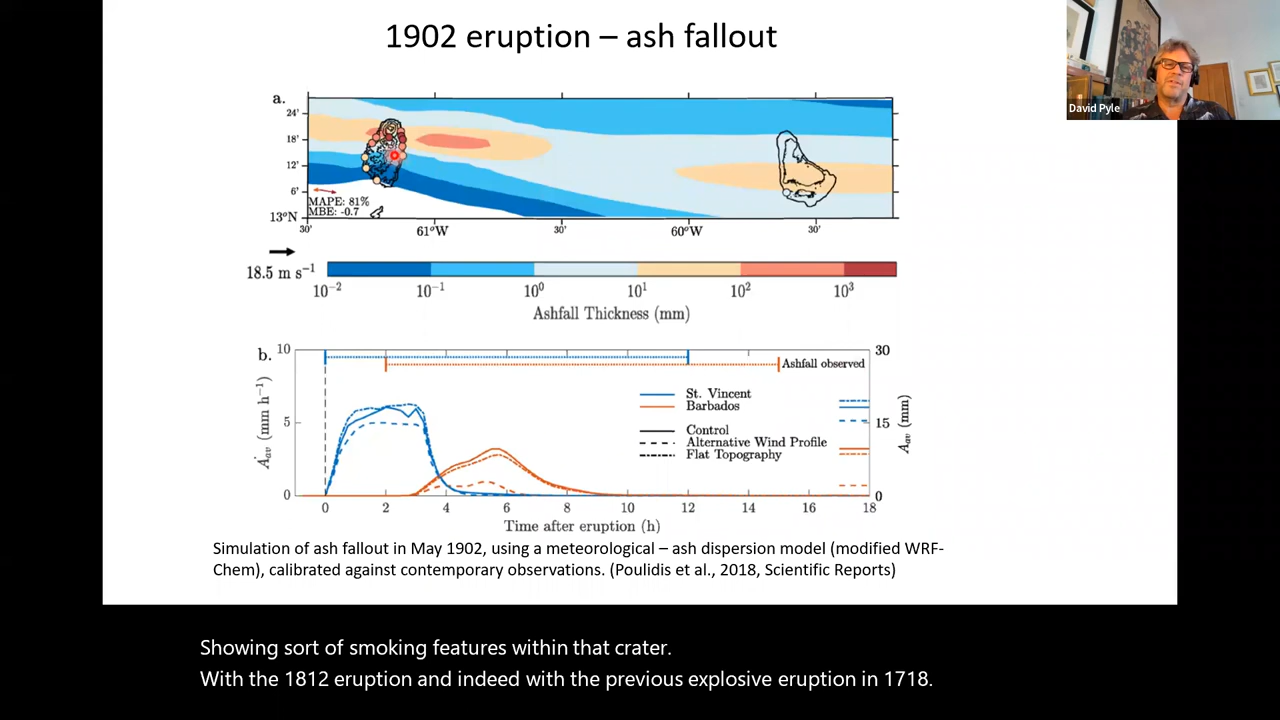 1902 eruption – ash fallout
David Pyle
a.
24'
18'
12'
6'
13°N
MAPE: 81%
MBE: -0.7
30'
61°W
30'
60°W
30'
18.5 m s⁻¹
10⁻²
10⁻¹
10⁰
10¹
10²
10³
Ashfall Thickness (mm)
b.
10
5
0
A˙av (mm h⁻¹)
30
15
0
Aav (mm)
Ashfall observed
St. Vincent
Barbados
Control
Alternative Wind Profile
Flat Topography
0
2
4
6
8
10
12
14
16
18
Time after eruption (h)
Simulation of ash fallout in May 1902, using a meteorological – ash dispersion model (modified WRF-
Chem), calibrated against contemporary observations. (Poulidis et al., 2018, Scientific Reports)
Showing sort of smoking features within that crater.
With the 1812 eruption and indeed with the previous explosive eruption in 1718.